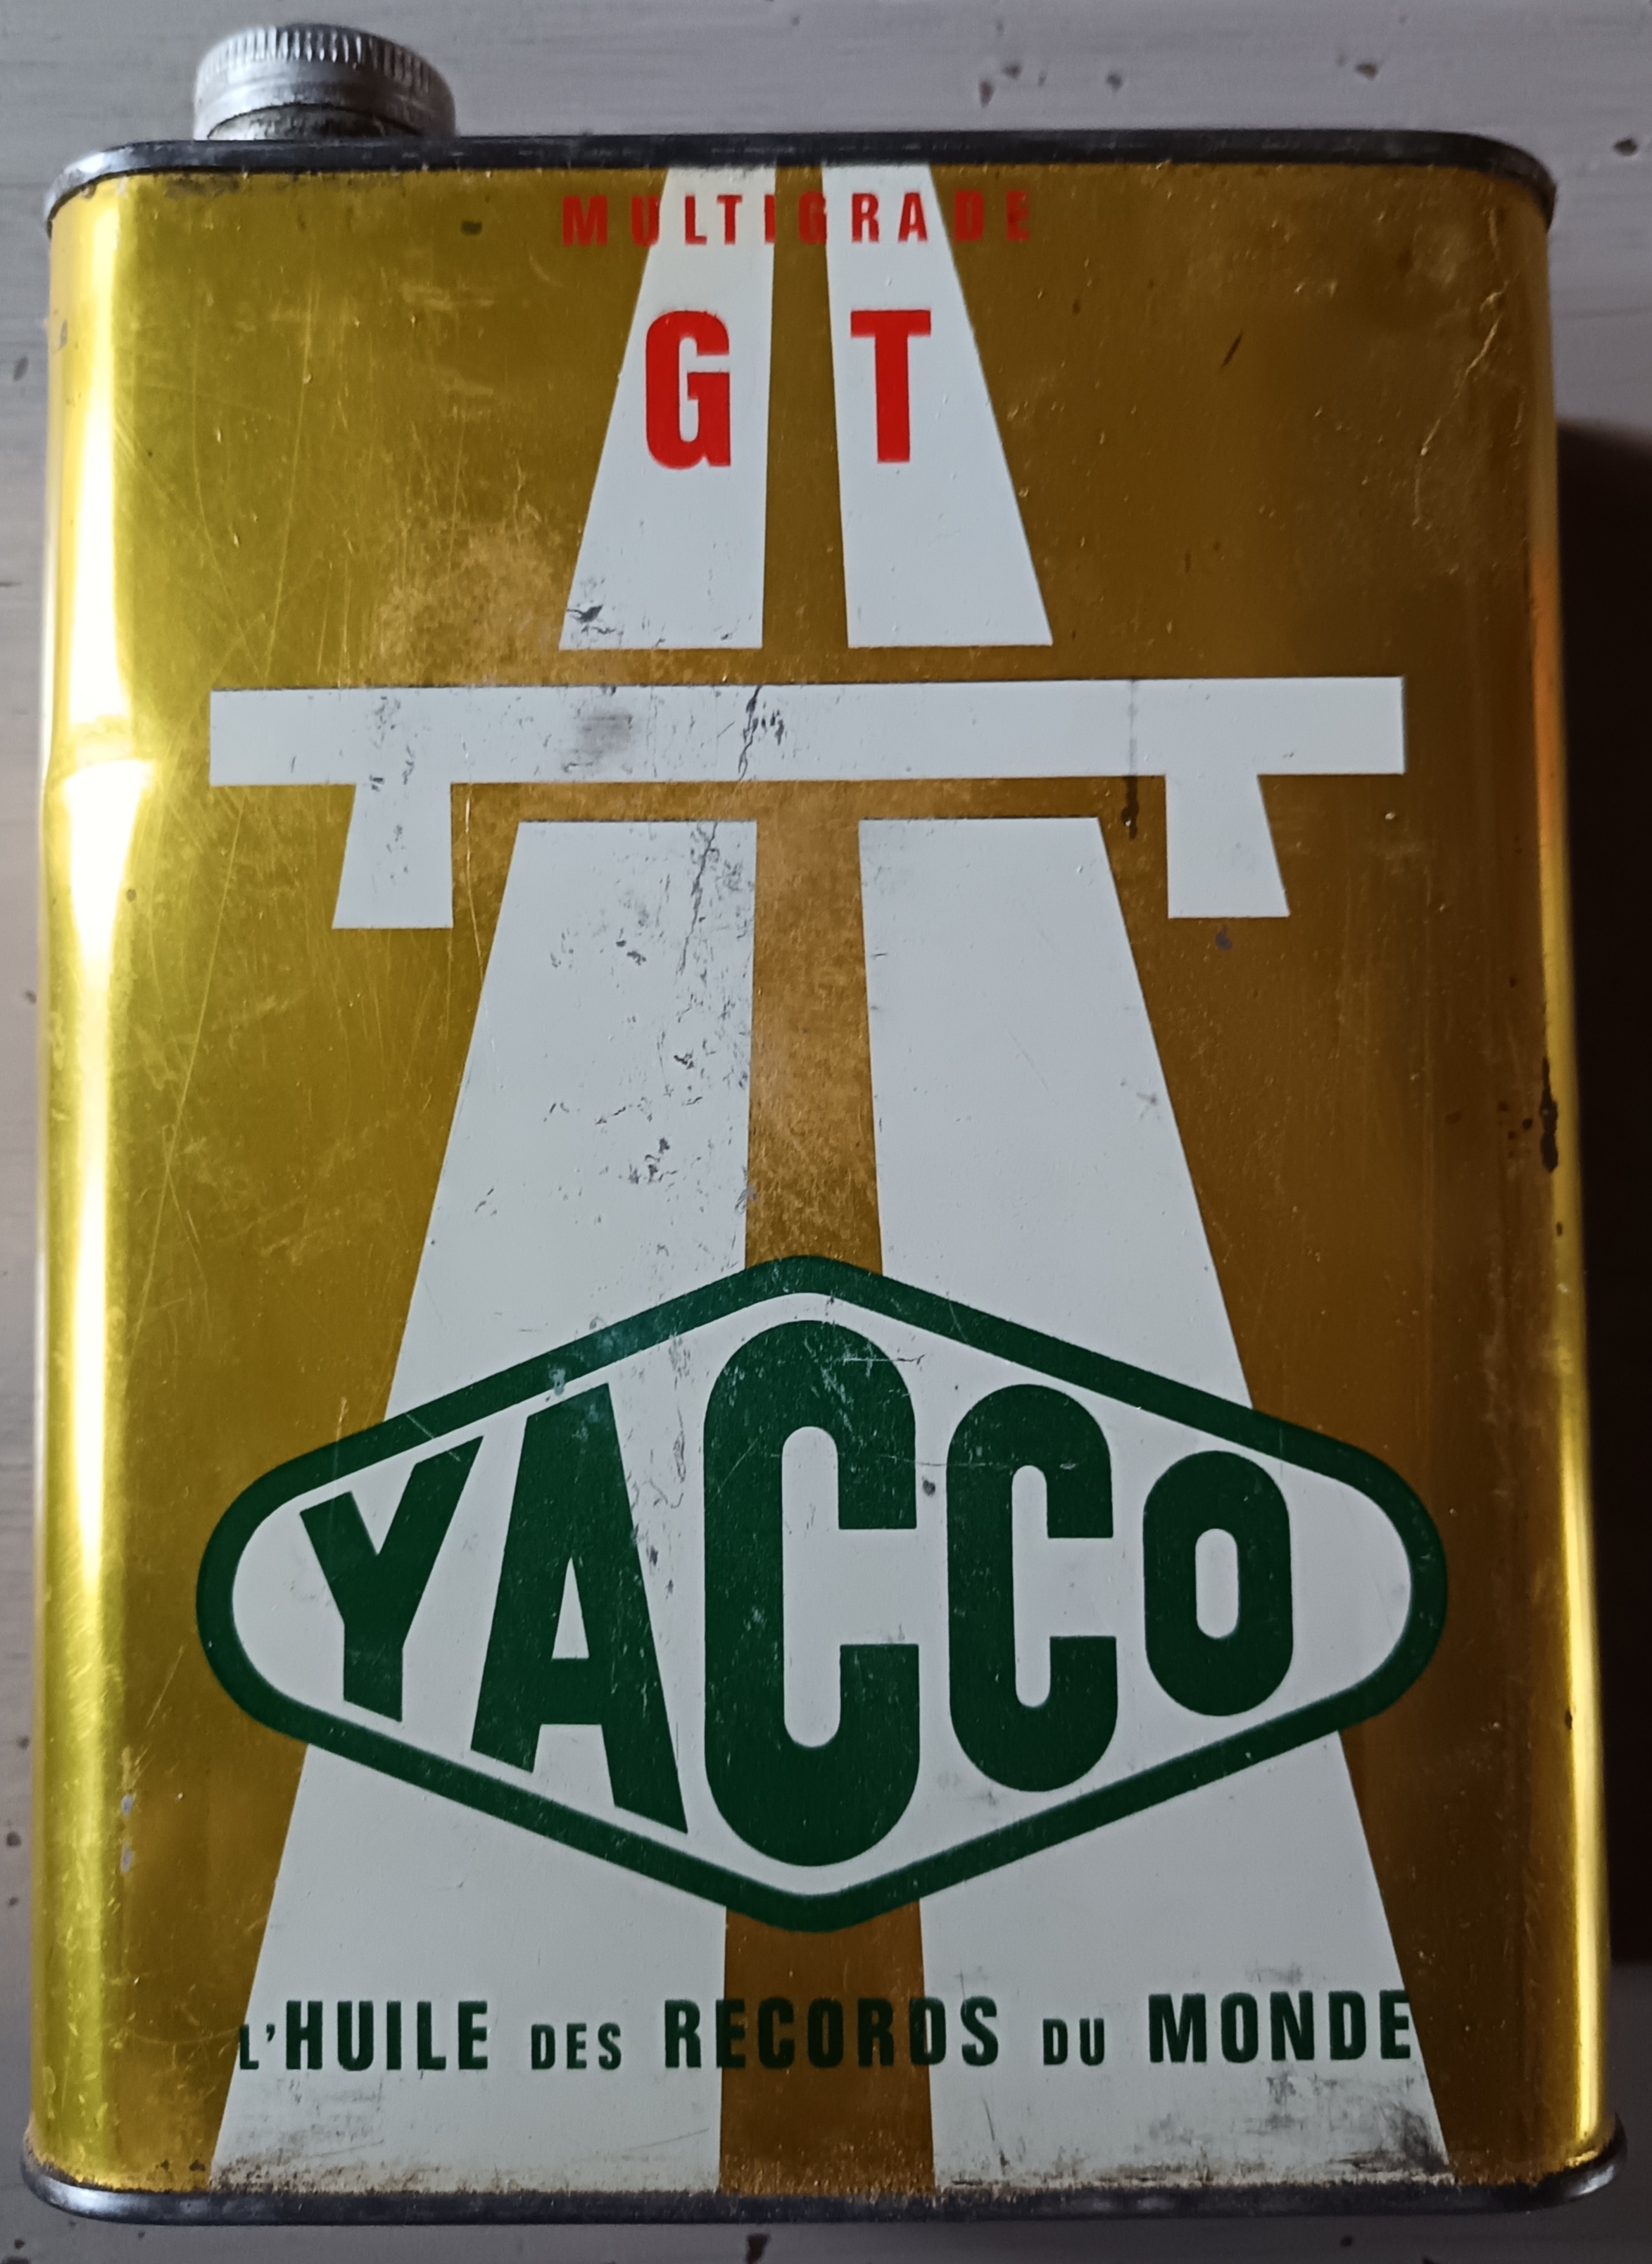 MULTIGRADE
GT
YACCO
L'HUILE DES RECORDS DU MONDE